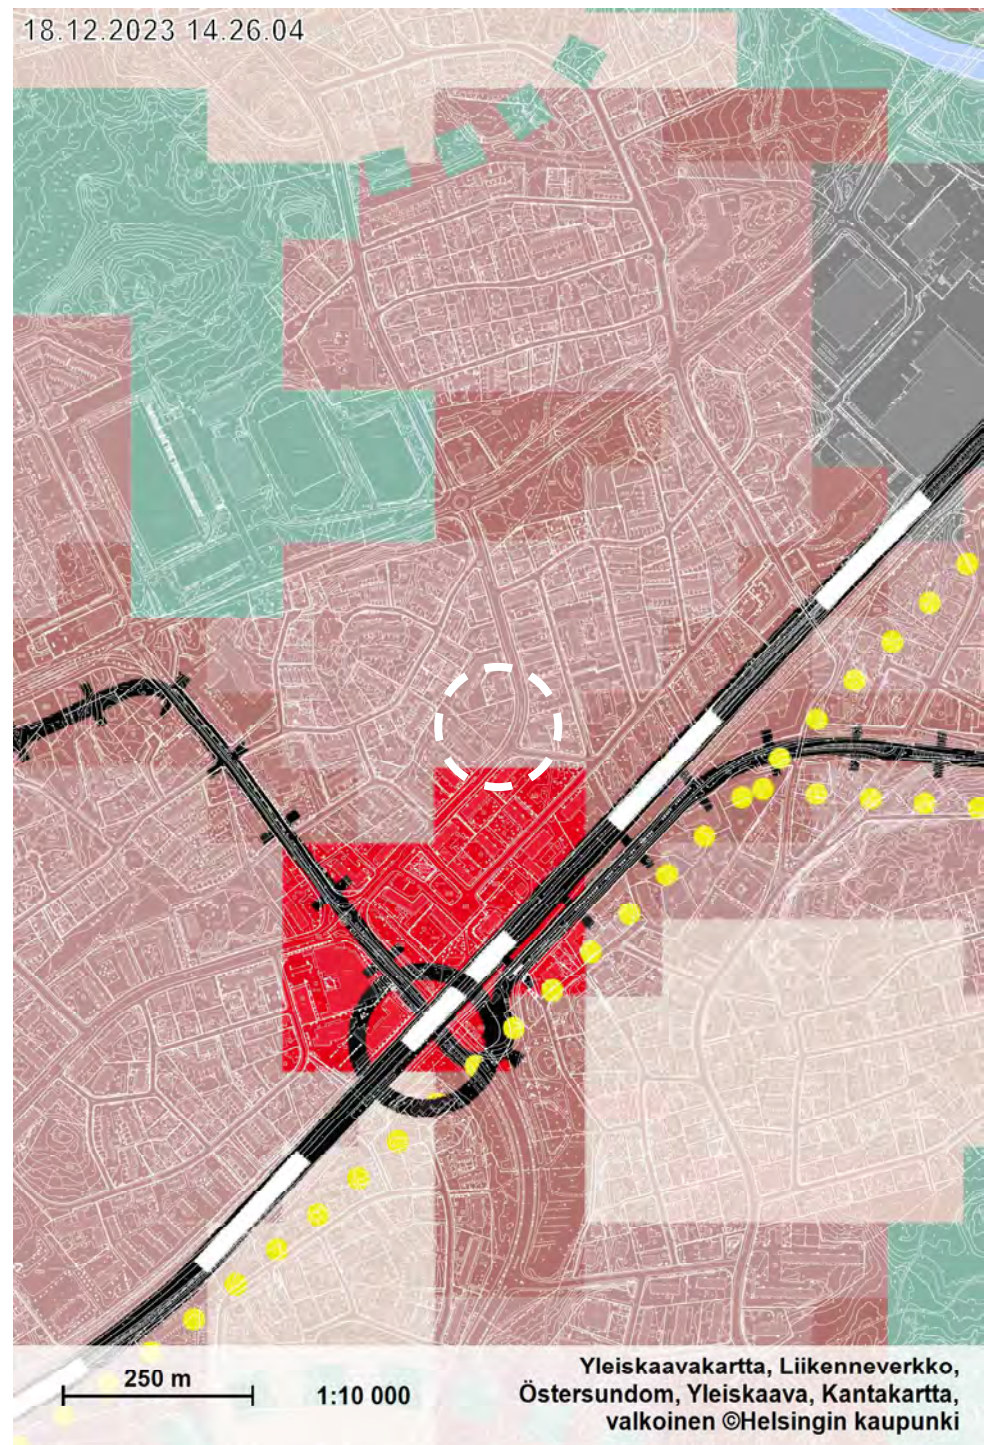 18.12.2023 14.26.04
250 m
1:10 000
Yleiskaavakartta, Liikenneverkko,
Östersundom, Yleiskaava, Kantakartta,
valkoinen ©Helsingin kaupunki